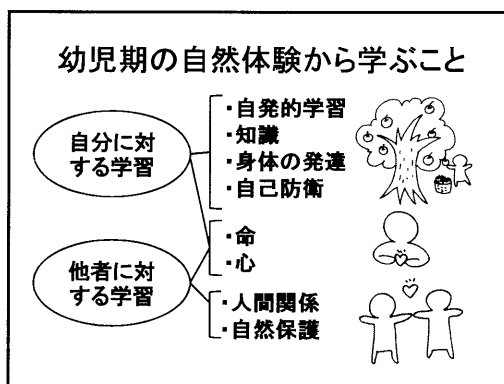 幼児期の自然体験から学ぶこと
自分に対
する学習
・自発的学習
・知識
・身体の発達
・自己防衛
・命
・心
他者に対
する学習
・人間関係
・自然保護